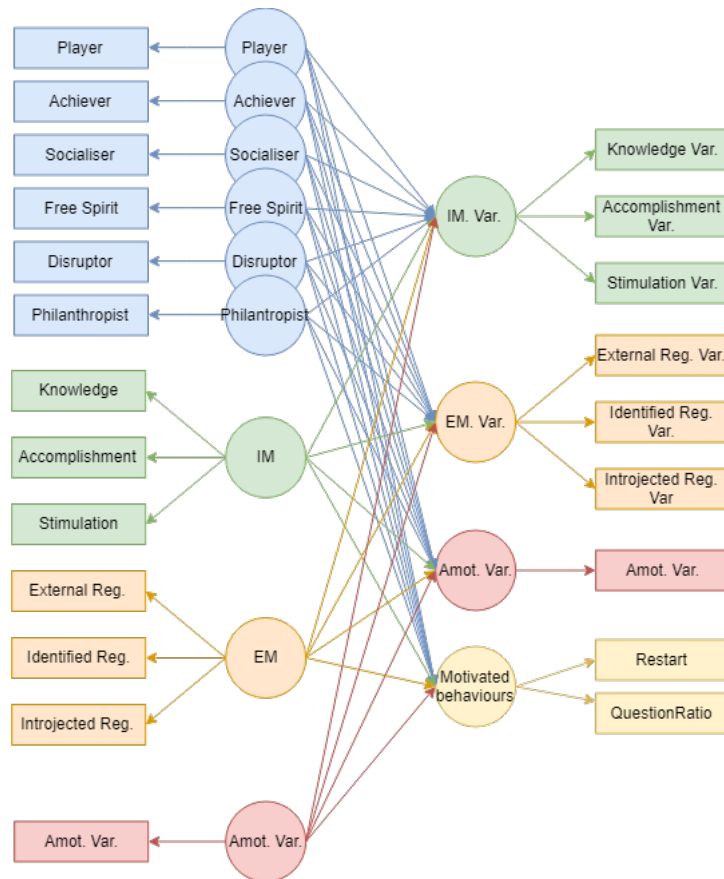 Player
Player
Achiever
Achiever
Socialiser
Socialiser
Free Spirit
Free Spirit
Disruptor
Disruptor
Philanthropist
Philantropist
Knowledge
Accomplishment
Stimulation
IM
External Reg.
Identified Reg.
Introjected Reg.
EM
Amot. Var.
Amot. Var.
IM. Var.
Knowledge Var.
Accomplishment
Var.
Stimulation Var.
EM. Var.
External Reg. Var.
Identified Reg.
Var.
Introjected Reg.
Var
Amot. Var.
Amot. Var.
Motivated
behaviours
Restart
QuestionRatio